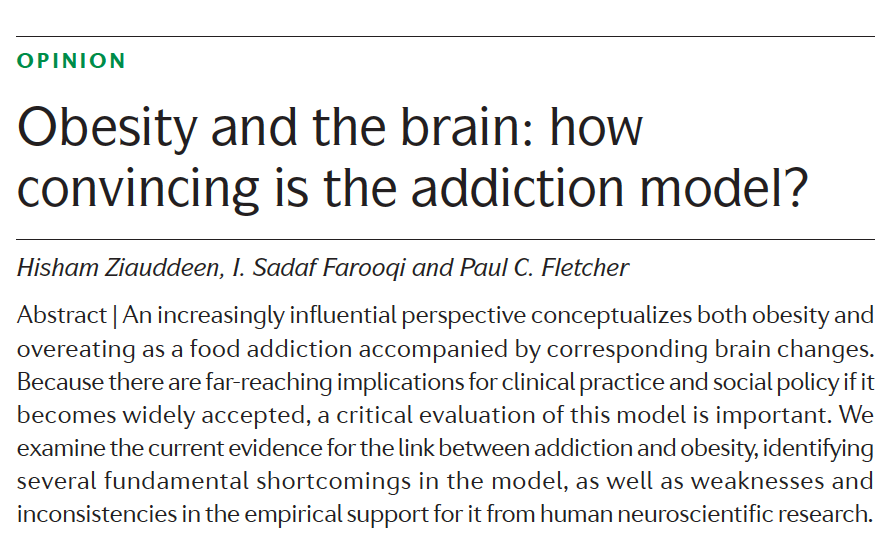 OPINION
Obesity and the brain: how
convincing is the addiction model?
Hisham Ziauddeen, I. Sadaf Farooqi and Paul C. Fletcher
Abstract | An increasingly influential perspective conceptualizes both obesity and
overeating as a food addiction accompanied by corresponding brain changes.
Because there are far-reaching implications for clinical practice and social policy if it
becomes widely accepted, a critical evaluation of this model is important. We
examine the current evidence for the link between addiction and obesity, identifying
several fundamental shortcomings in the model, as well as weaknesses and
inconsistencies in the empirical support for it from human neuroscientific research.